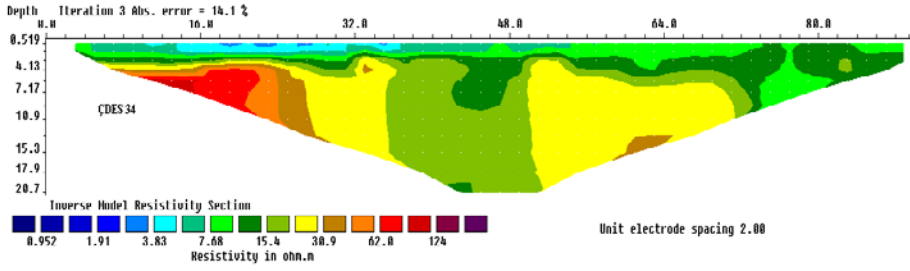 Depth Iteration 3 Abs. error = 14.1 %
0.0 16.0 32.0 48.0 64.0 80.0
0.519
4.13
7.17
ÇDES 34
10.9
15.0
17.9
20.7
Inverse Model Resistivity Section
0.952 1.91 3.83 7.68 15.4 30.9 62.0 124
Resistivity in ohm.m
Unit electrode spacing 2.00